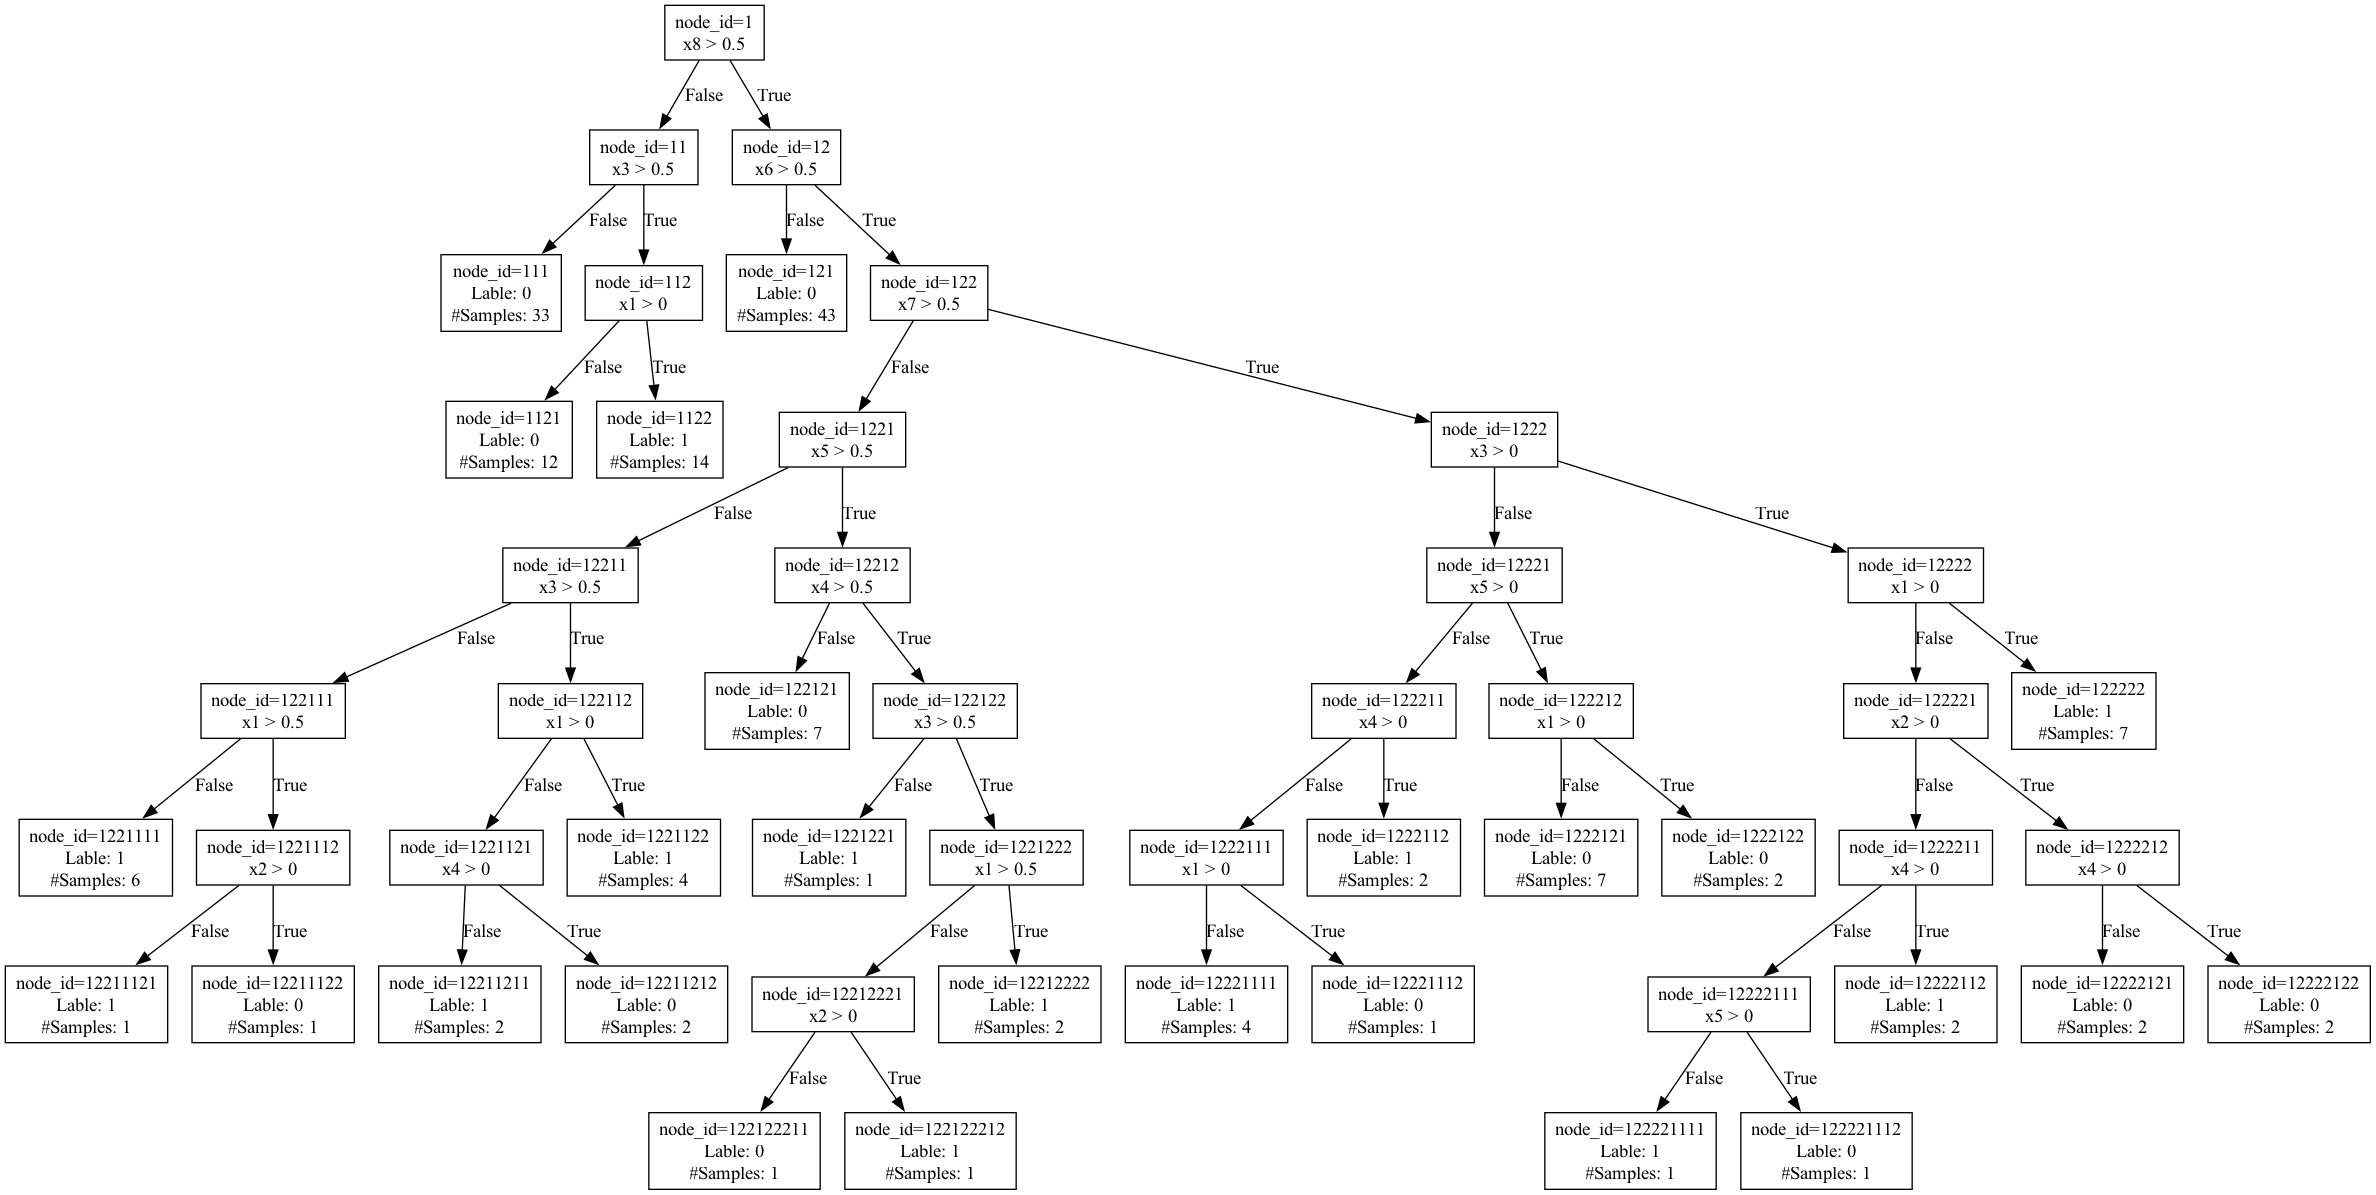 node_id=1
x8 > 0.5
False
True
node_id=11
x3 > 0.5
node_id=12
x6 > 0.5
False
True
False
True
node_id=111
Lable: 0
#Samples: 33
node_id=112
x1 > 0
node_id=121
Lable: 0
#Samples: 43
node_id=122
x7 > 0.5
False
True
False
True
node_id=1121
Lable: 0
#Samples: 12
node_id=1122
Lable: 1
#Samples: 14
node_id=1221
x5 > 0.5
node_id=1222
x3 > 0
False
True
False
True
node_id=12211
x3 > 0.5
node_id=12212
x4 > 0.5
node_id=12221
x5 > 0
node_id=12222
x1 > 0
False
True
False
True
False
True
False
True
node_id=122111
x1 > 0.5
node_id=122112
x1 > 0
node_id=122121
Lable: 0
#Samples: 7
node_id=122122
x3 > 0.5
node_id=122211
x4 > 0
node_id=122212
x1 > 0
node_id=122221
x2 > 0
node_id=122222
Lable: 1
#Samples: 7
False
True
False
True
False
True
False
True
False
True
False
True
node_id=1221111
Lable: 1
#Samples: 6
node_id=1221112
x2 > 0
node_id=1221121
x4 > 0
node_id=1221122
Lable: 1
#Samples: 4
node_id=1221221
Lable: 1
#Samples: 1
node_id=1221222
x1 > 0.5
node_id=1222111
x1 > 0
node_id=1222112
Lable: 1
#Samples: 2
node_id=1222121
Lable: 0
#Samples: 7
node_id=1222122
Lable: 0
#Samples: 2
node_id=1222211
x4 > 0
node_id=1222212
x4 > 0
False
True
False
True
False
True
False
True
False
True
False
True
node_id=12211121
Lable: 1
#Samples: 1
node_id=12211122
Lable: 0
#Samples: 1
node_id=12211211
Lable: 1
#Samples: 2
node_id=12211212
Lable: 0
#Samples: 2
node_id=12212221
x2 > 0
node_id=12212222
Lable: 1
#Samples: 2
node_id=12221111
Lable: 1
#Samples: 4
node_id=12221112
Lable: 0
#Samples: 1
node_id=12222111
x5 > 0
node_id=12222112
Lable: 1
#Samples: 2
node_id=12222121
Lable: 0
#Samples: 2
node_id=12222122
Lable: 0
#Samples: 2
False
True
False
True
node_id=122122211
Lable: 0
#Samples: 1
node_id=122122212
Lable: 1
#Samples: 1
node_id=122221111
Lable: 1
#Samples: 1
node_id=122221112
Lable: 0
#Samples: 1